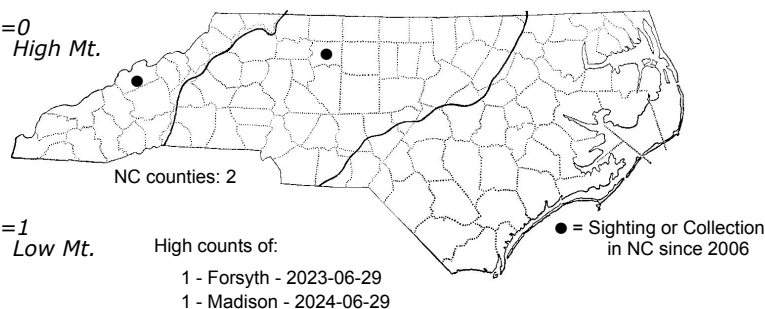 =0
High Mt.
NC counties: 2
=1
Low Mt.
High counts of:
1 - Forsyth - 2023-06-29
1 - Madison - 2024-06-29
● = Sighting or Collection
in NC since 2006